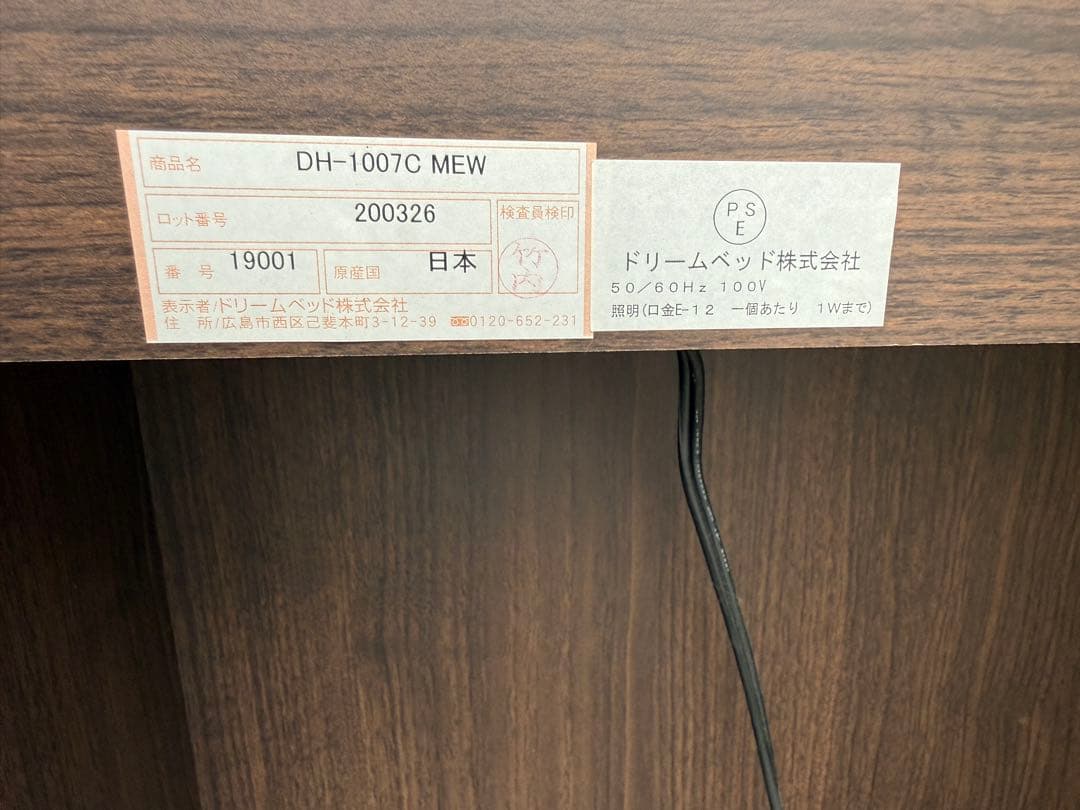 商品名 DH-1007C MEW
ロット番号 200326
検査員検印
竹内
番 号 19001
原産国 日本
表示者/ドリームベッド株式会社
住 所/広島市西区己斐本町3-12-39 0120-652-231
PSE
ドリームベッド株式会社
50/60Hz 100V
照明(口金E-12 一個あたり 1Wまで)